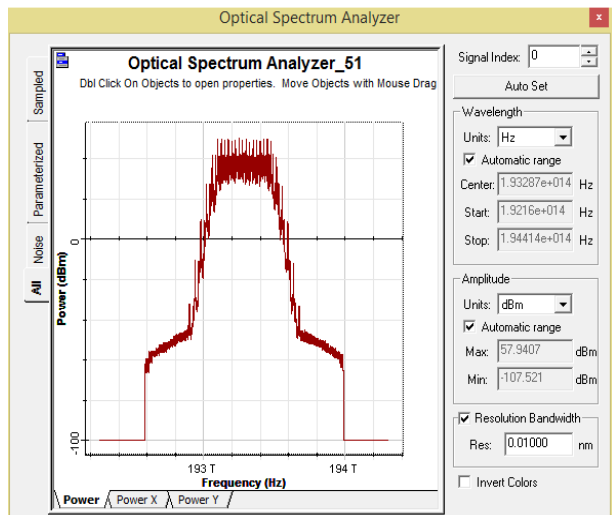 Optical Spectrum Analyzer
x
Optical Spectrum Analyzer_51
Dbl Click On Objects to open properties. Move Objects with Mouse Drag
Sampled
Parameterized
Noise
All
Power (dBm)
0
-100
193 T
194 T
Frequency (Hz)
Power
Power X
Power Y
Signal Index: 0
Auto Set
Wavelength
Units: Hz
Automatic range
Center: 1.93287e+014 Hz
Start: 1.9216e+014 Hz
Stop: 1.94414e+014 Hz
Amplitude
Units: dBm
Automatic range
Max: 57.9407 dBm
Min: -107.521 dBm
Resolution Bandwidth
Res: 0.01000 nm
Invert Colors